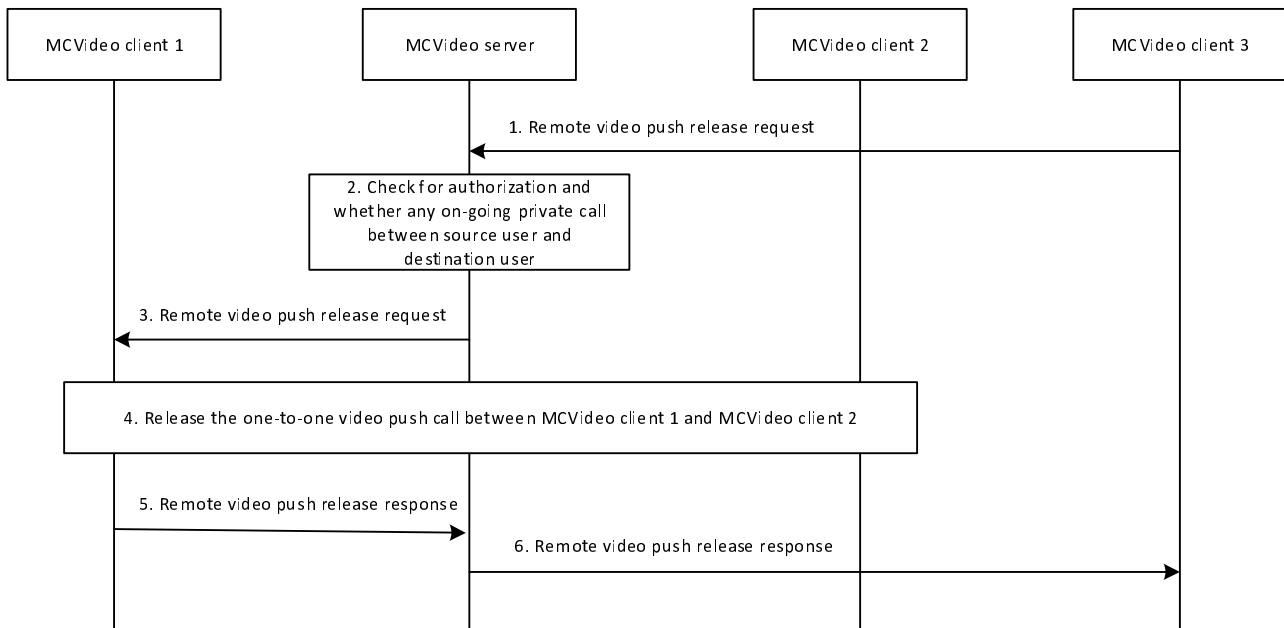 MCVideo client 1
MCVideo server
MCVideo client 2
MCVideo client 3
1. Remote video push release request
2. Check for authorization and
whether any on-going private call
between source user and
destination user
3. Remote video push release request
4. Release the one-to-one video push call between MCVideo client 1 and MCVideo client 2
5. Remote video push release response
6. Remote video push release response